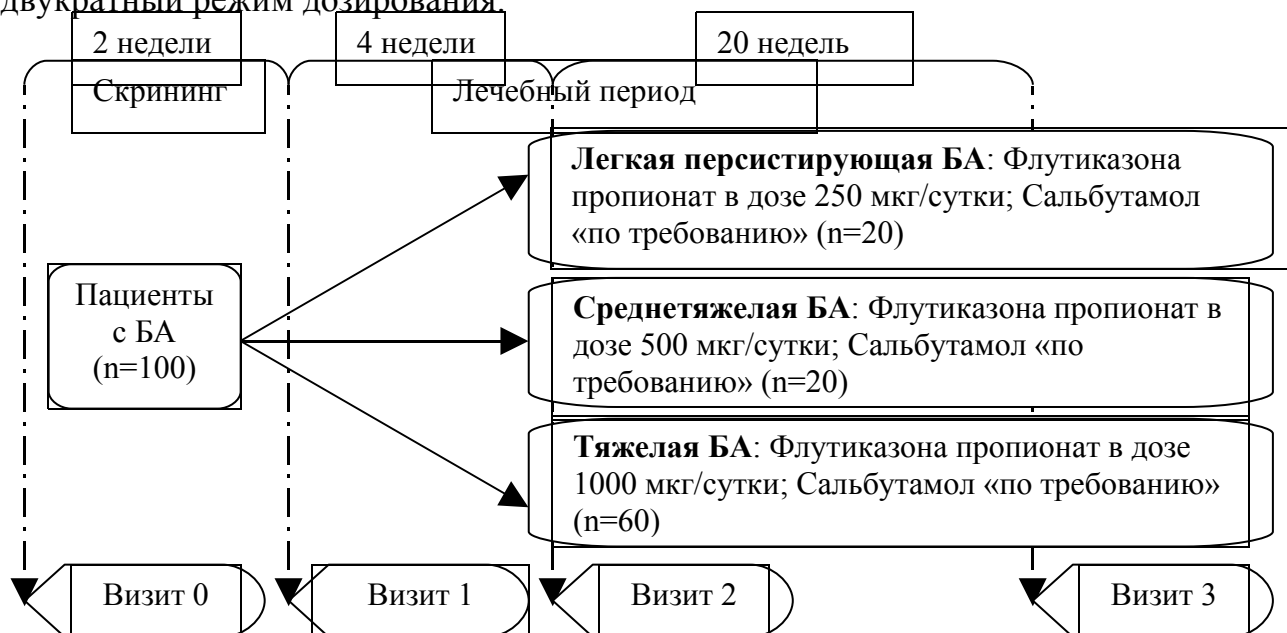 двукратный режим дозирования.
2 недели
4 недели
20 недель
Скрининг
Лечебный период
Легкая персистирующая БА: Флутиказона
пропионат в дозе 250 мкг/сутки; Сальбутамол
«по требованию» (n=20)
Пациенты
с БА
(n=100)
Среднетяжелая БА: Флутиказона пропионат в
дозе 500 мкг/сутки; Сальбутамол «по
требованию» (n=20)
Тяжелая БА: Флутиказона пропионат в дозе
1000 мкг/сутки; Сальбутамол «по требованию»
(n=60)
Визит 0
Визит 1
Визит 2
Визит 3